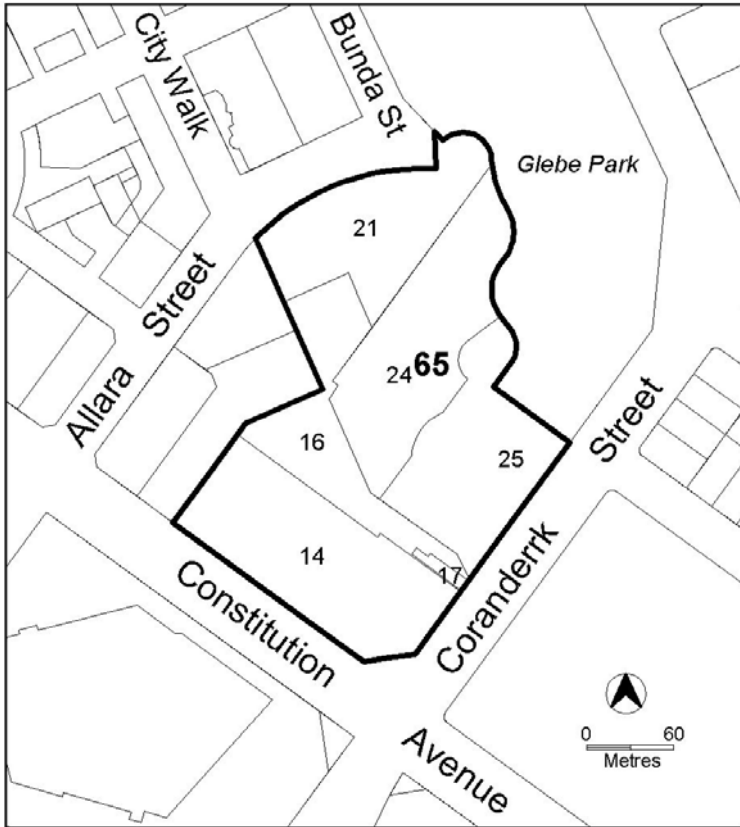 City Walk
Bunda St
Glebe Park
21
Allara Street
24
65
16
25
14
17
Constitution Avenue
Coranderrk Street
0 60
Metres